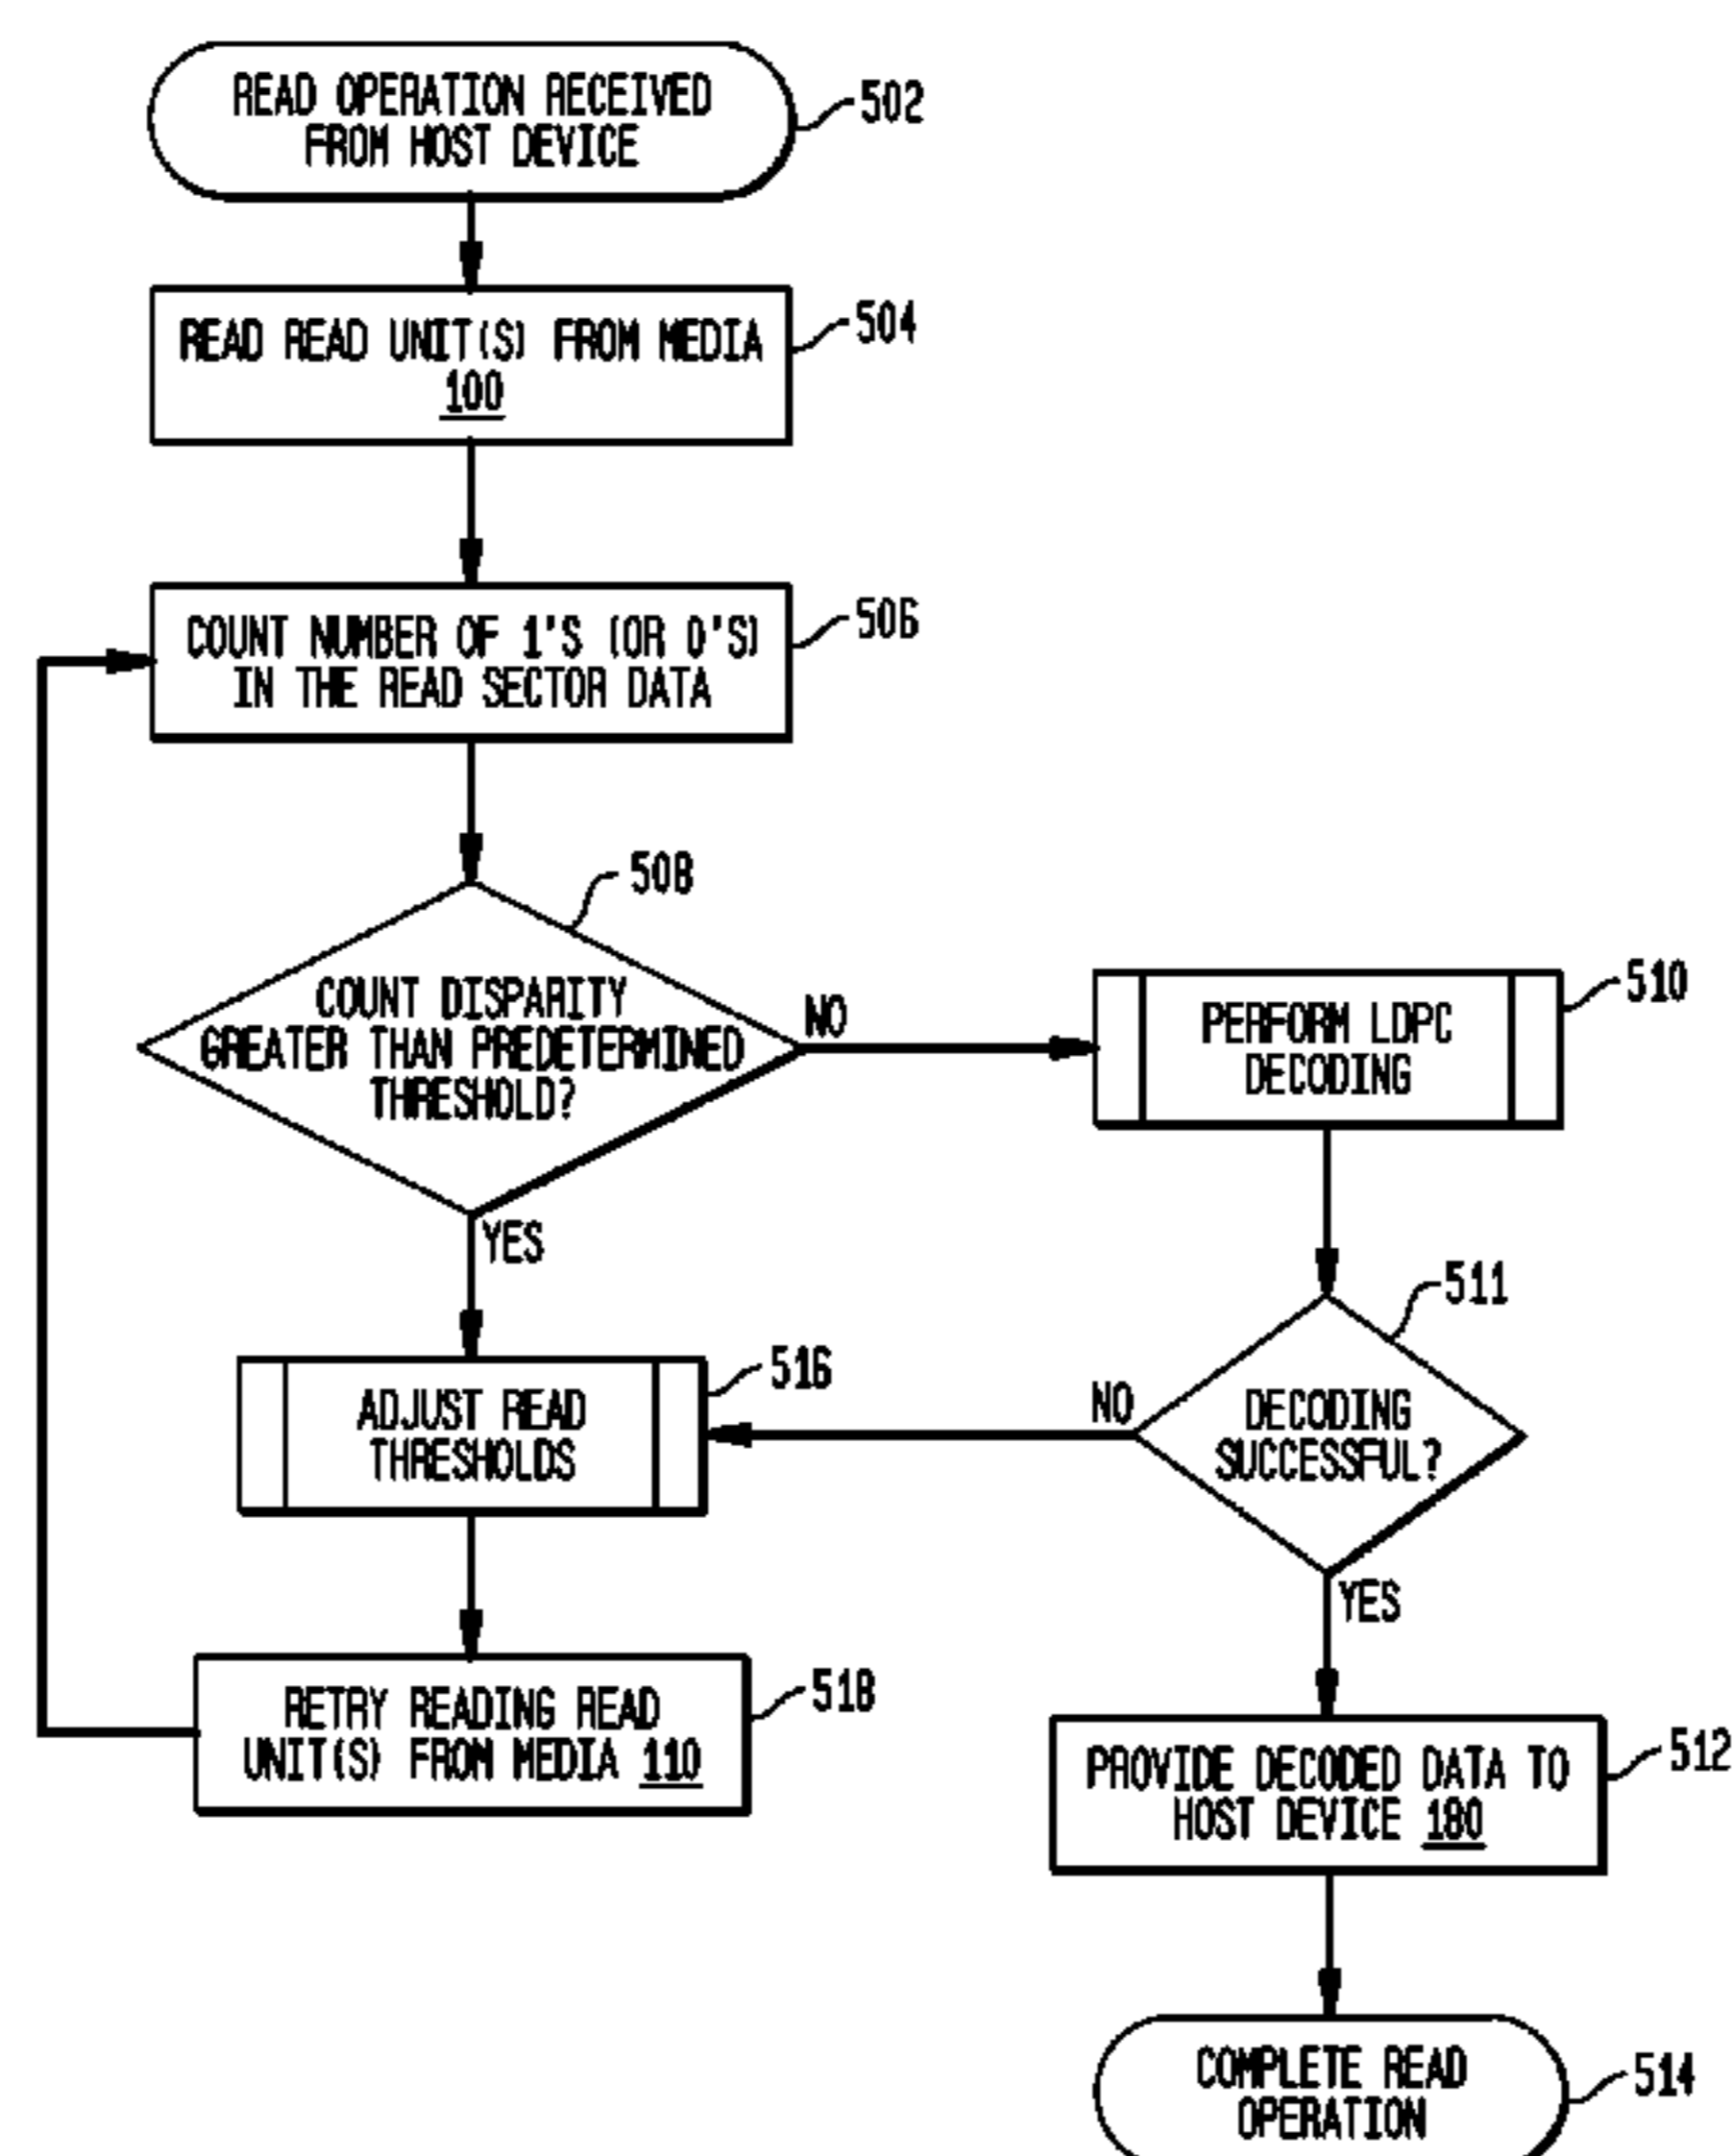 READ OPERATION RECEIVED
FROM HOST DEVICE
502
READ READ UNIT(S) FROM MEDIA
100
504
COUNT NUMBER OF 1'S (OR 0'S)
IN THE READ SECTOR DATA
506
508
COUNT DISPARITY
GREATER THAN PREDETERMINED
THRESHOLD?
NO
YES
PERFORM LDPC
DECODING
510
511
DECODING
SUCCESSFUL?
NO
YES
ADJUST READ
THRESHOLDS
516
RETRY READING READ
UNIT(S) FROM MEDIA 110
518
PROVIDE DECODED DATA TO
HOST DEVICE 180
512
COMPLETE READ
OPERATION
514